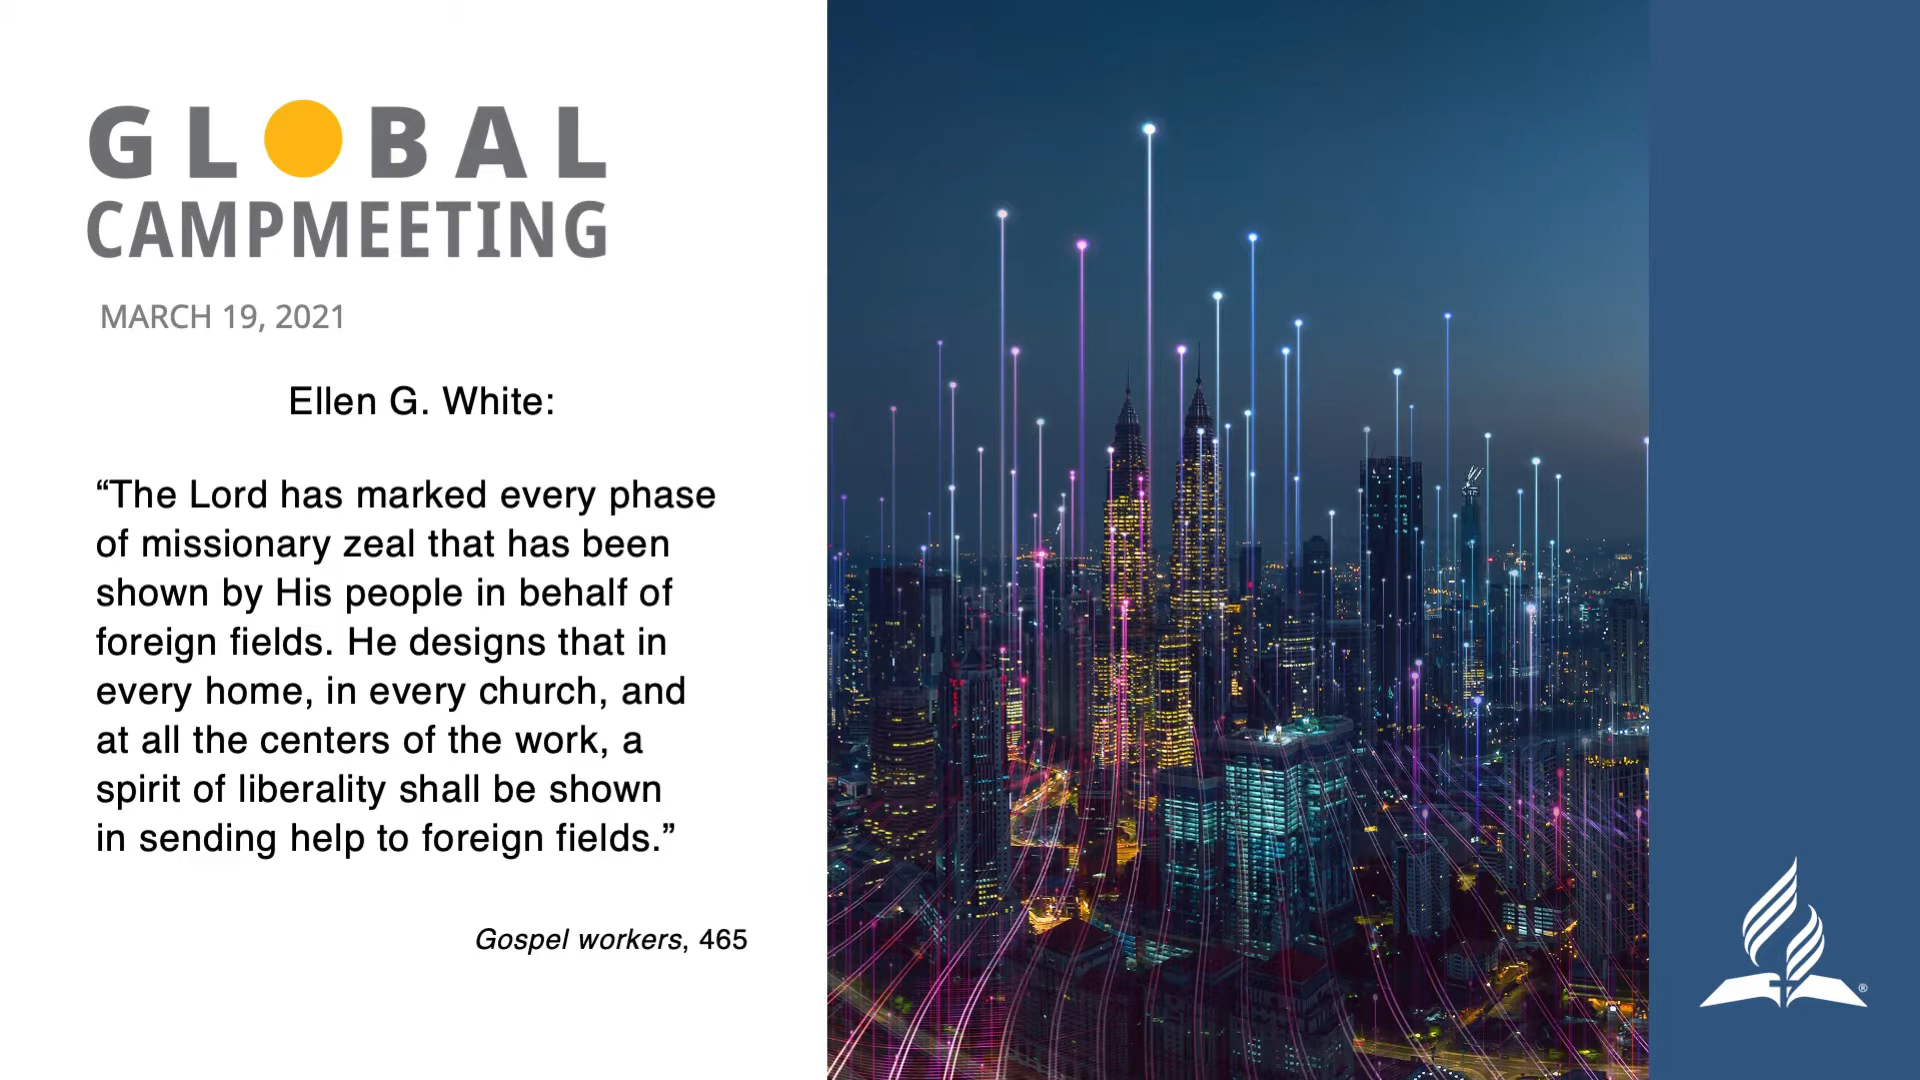 GLOBAL
CAMPMEETING
MARCH 19, 2021
Ellen G. White:
“The Lord has marked every phase
of missionary zeal that has been
shown by His people in behalf of
foreign fields. He designs that in
every home, in every church, and
at all the centers of the work, a
spirit of liberality shall be shown
in sending help to foreign fields.”
Gospel workers, 465
®